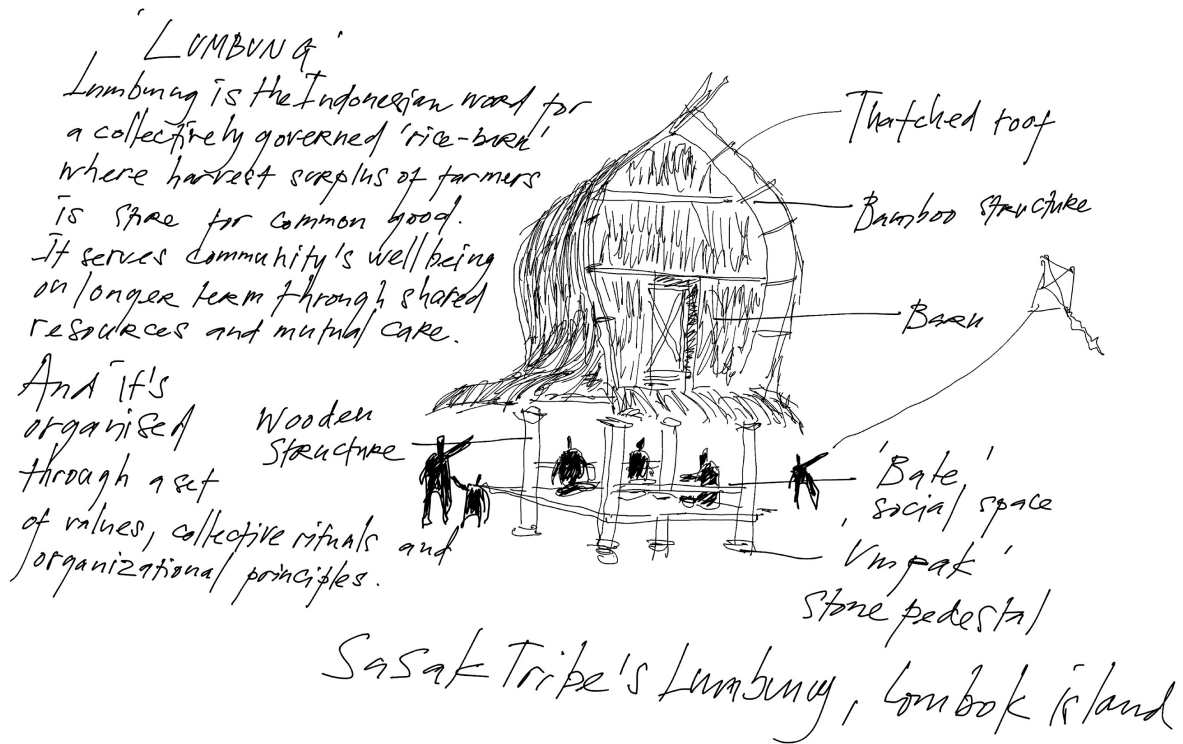 'LUMBUNG'
Lumbung is the Indonesian word for
a collectively governed 'rice-barn'
where harvest surplus of farmers
is store for common good.
It serves community's well being
on longer term through shared
resources and mutual care.
And it's
organised
through a set
of values, collective rituals and
organizational principles.
Wooden
Structure
Thatched roof
Bamboo structure
Barn
'Bale'
social space
'Umpak'
Stone pedestal
Sasak Tribe's Lumbung, Lombok island